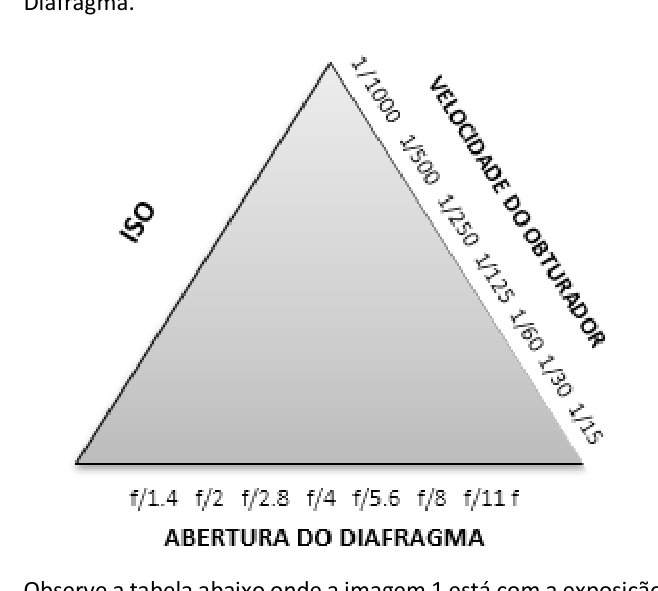 Diafragma.
1/1000 1/500 1/250 1/125 1/60 1/30 1/15
VELOCIDADE DO OBTURADOR
ISO
f/1.4 f/2 f/2.8 f/4 f/5.6 f/8 f/11 f
ABERTURA DO DIAFRAGMA
Observe a tabela abaixo onde a imagem 1 está com a exposição